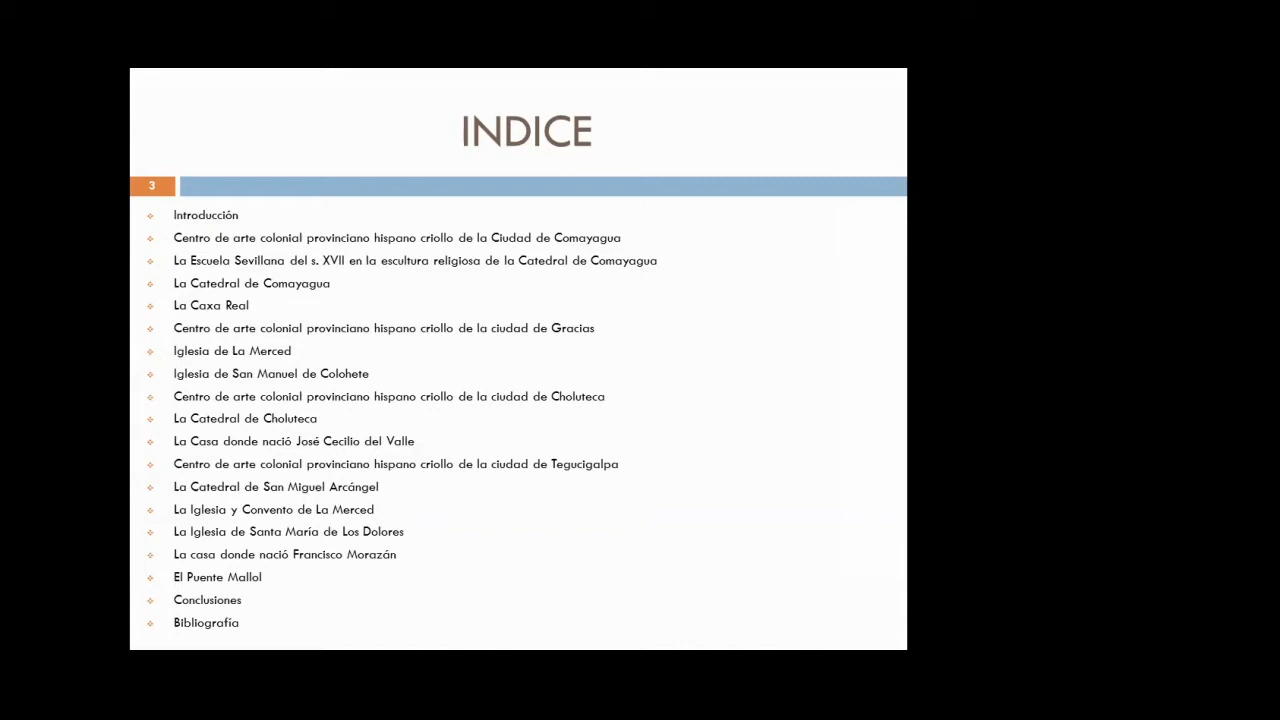 INDICE
3
Introducción
Centro de arte colonial provinciano hispano criollo de la Ciudad de Comayagua
La Escuela Sevillana del s. XVII en la escultura religiosa de la Catedral de Comayagua
La Catedral de Comayagua
La Caxa Real
Centro de arte colonial provinciano hispano criollo de la ciudad de Gracias
Iglesia de La Merced
Iglesia de San Manuel de Colohete
Centro de arte colonial provinciano hispano criollo de la ciudad de Choluteca
La Catedral de Choluteca
La Casa donde nació José Cecilio del Valle
Centro de arte colonial provinciano hispano criollo de la ciudad de Tegucigalpa
La Catedral de San Miguel Arcángel
La Iglesia y Convento de La Merced
La Iglesia de Santa María de Los Dolores
La casa donde nació Francisco Morazán
El Puente Mallol
Conclusiones
Bibliografía